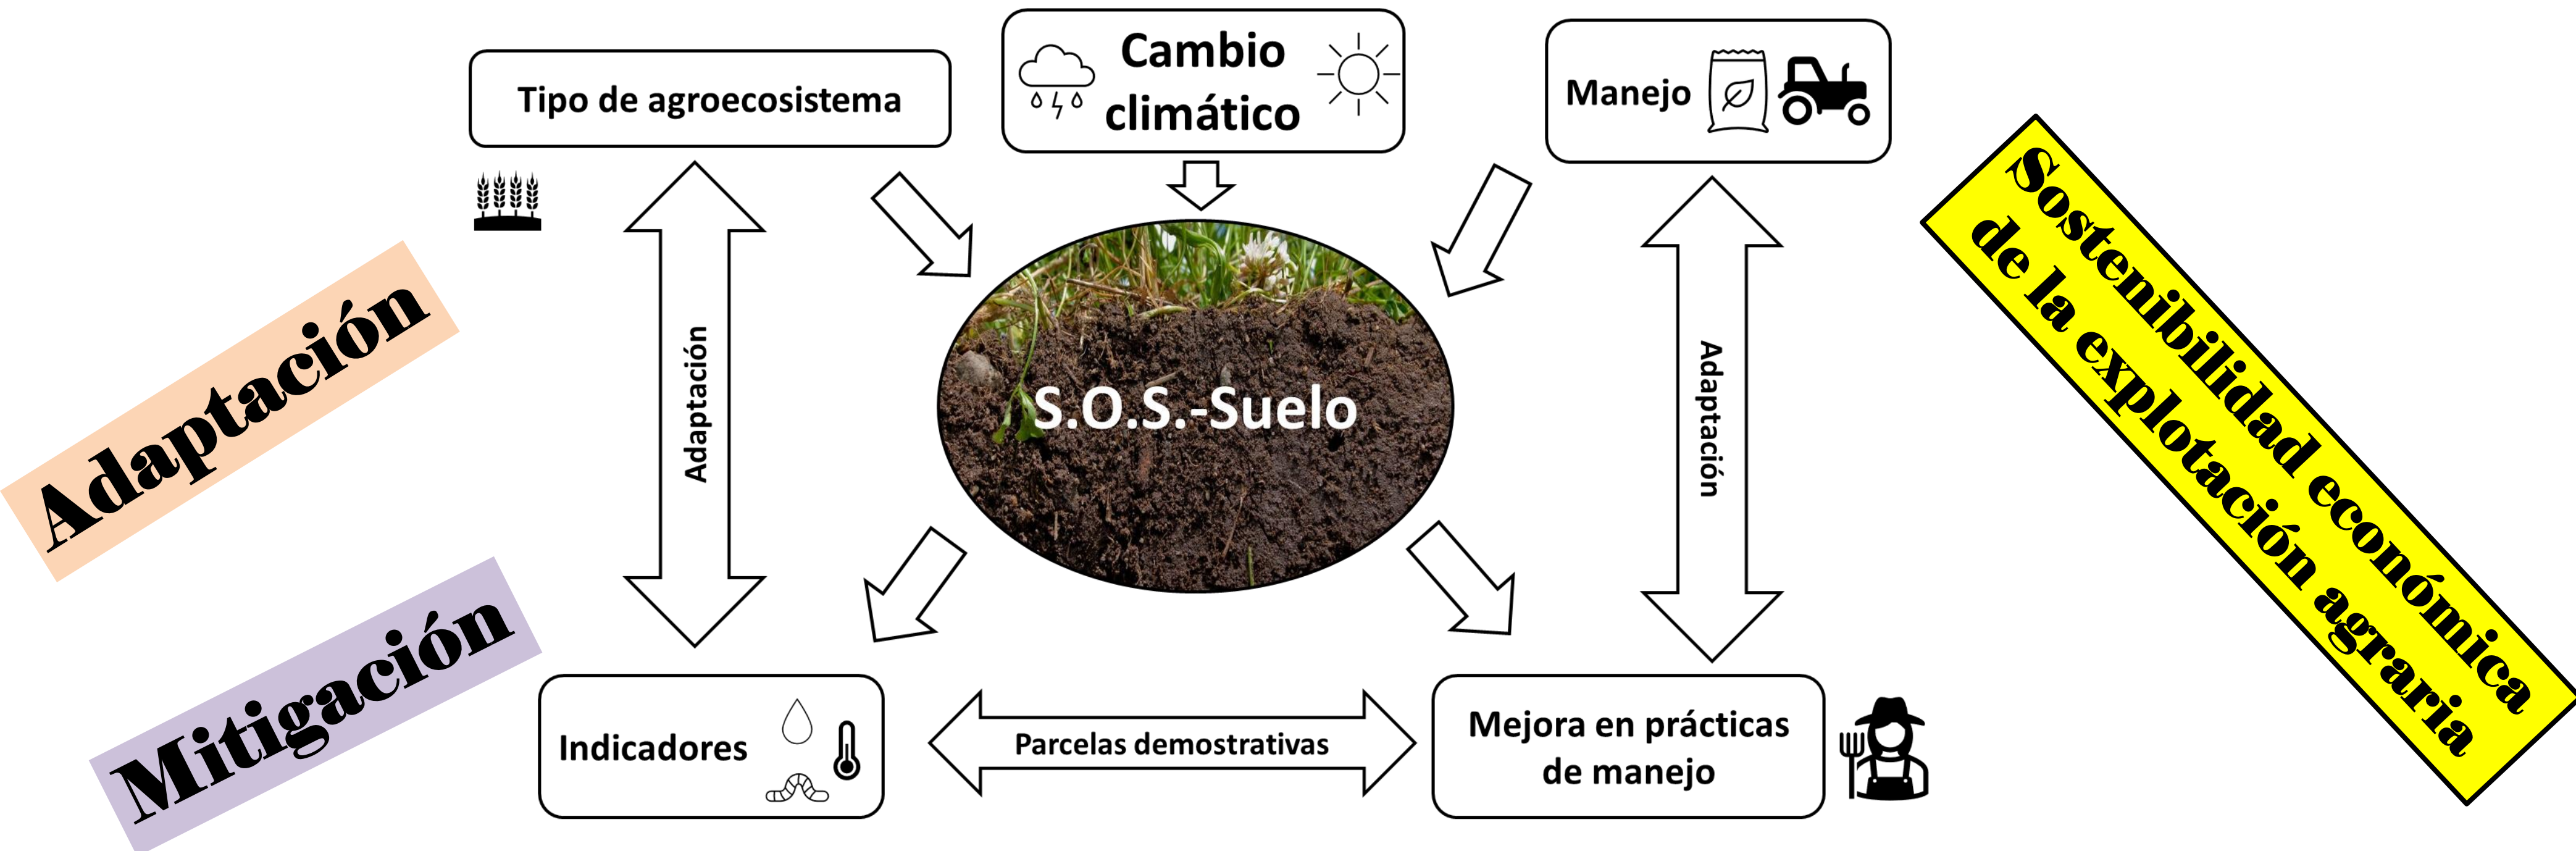 Tipo de agroecosistema
Cambio
climático
Manejo
Adaptación
Mitigación
Adaptación
S.O.S.-Suelo
Adaptación
Sostenibilidad económica
de la explotación agraria
Indicadores
Parcelas demostrativas
Mejora en prácticas
de manejo